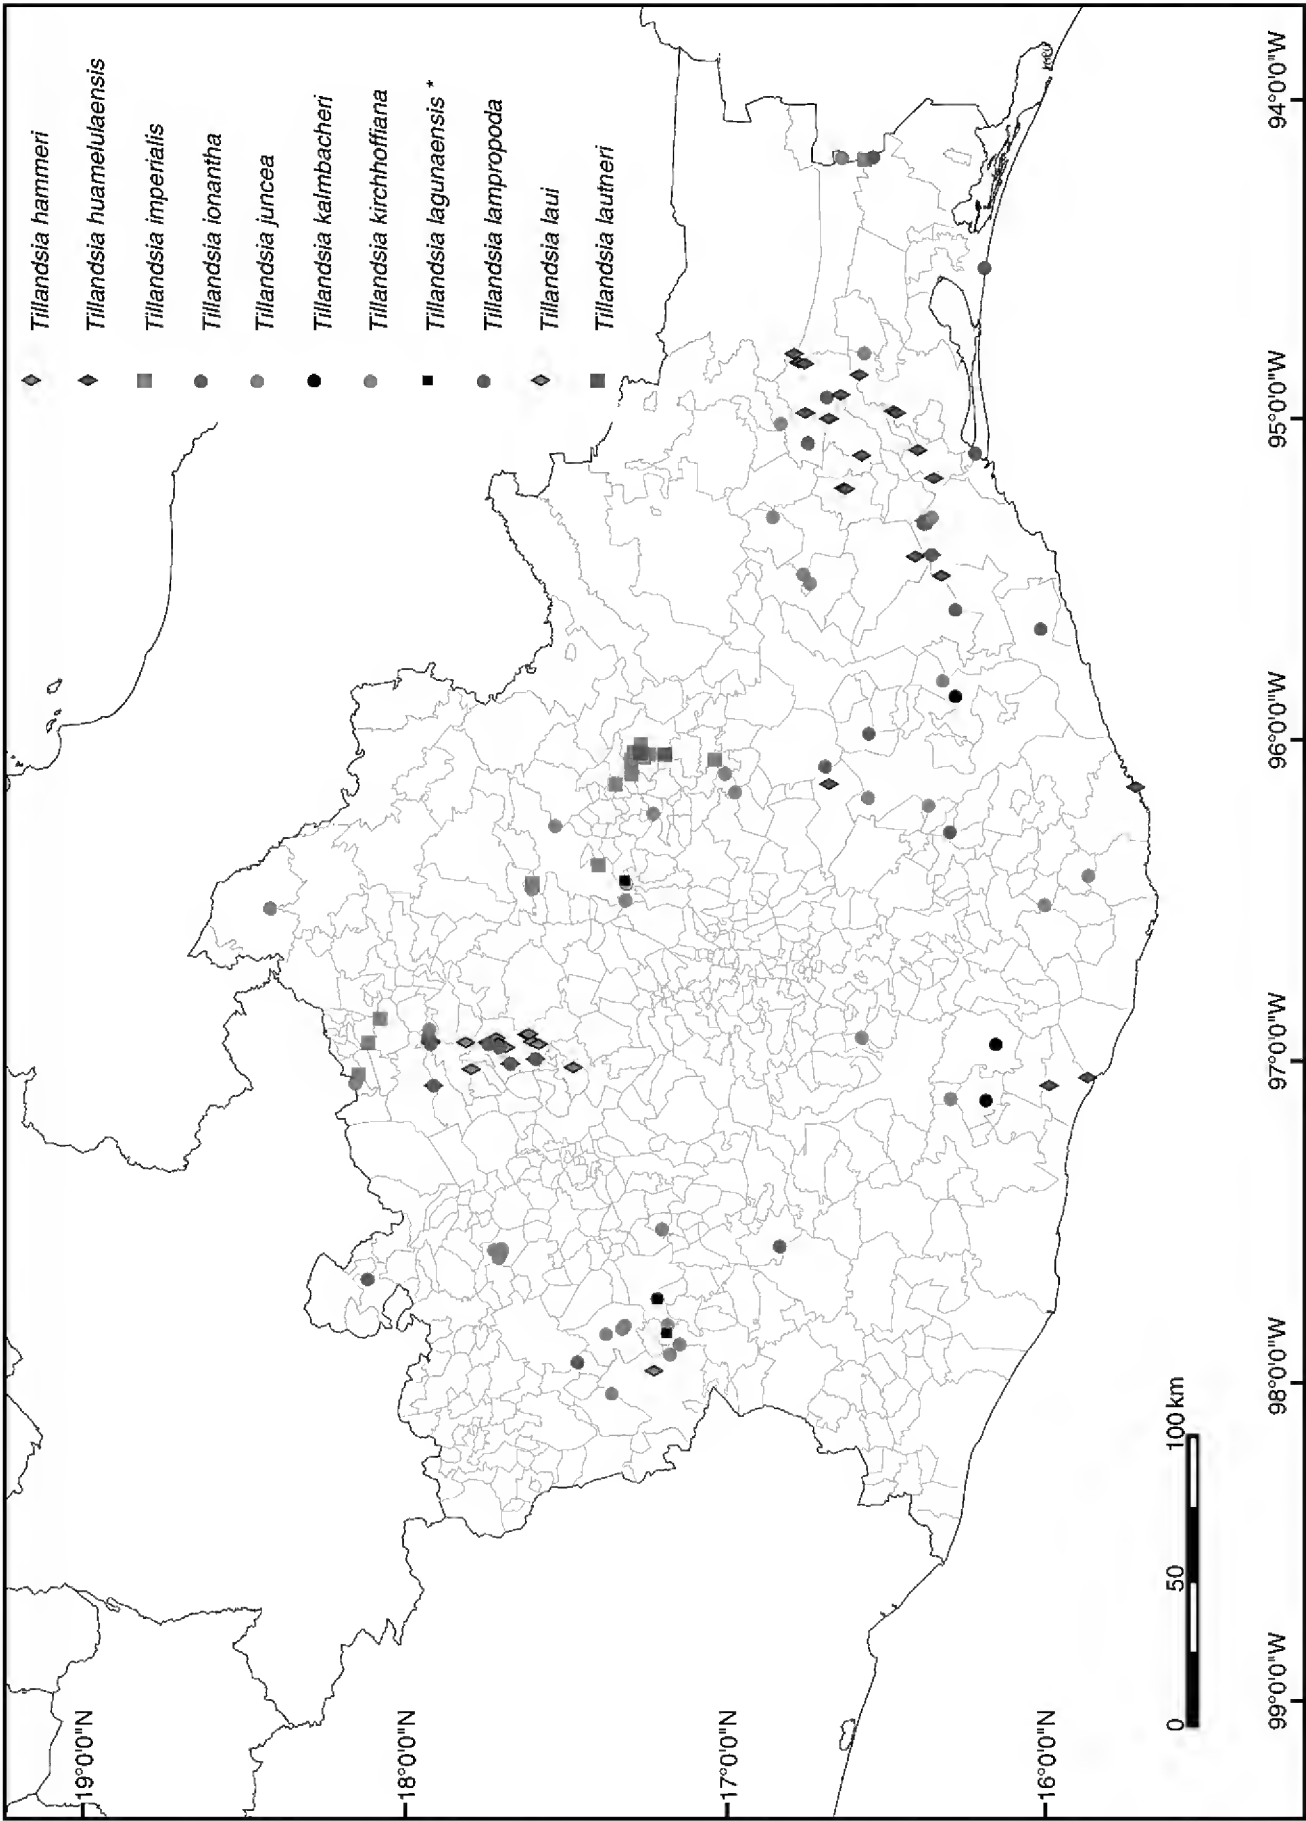 Tillandsia hammeri
Tillandsia huamelulaensis
Tillandsia imperialis
Tillandsia ionantha
Tillandsia juncea
Tillandsia kalmbacheri
Tillandsia kirchhoffiana
Tillandsia lagunaensis *
Tillandsia lampropoda
Tillandsia laui
Tillandsia lautneri
19°0'0"N
18°0'0"N
17°0'0"N
16°0'0"N
0 50 100 km
99°0'0"W 98°0'0"W 97°0'0"W 96°0'0"W 95°0'0"W 94°0'0"W